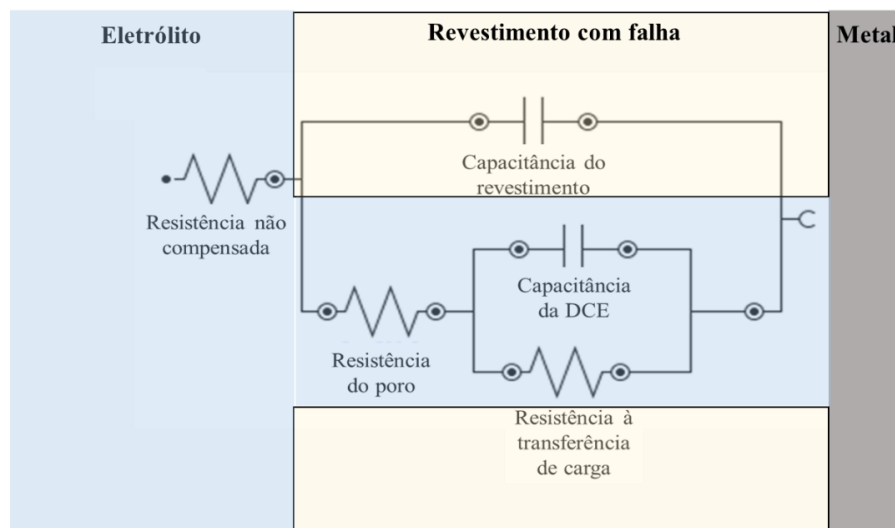 Eletrólito
Revestimento com falha
Metal
Capacitância do
revestimento
Resistência não
compensada
Capacitância
da DCE
Resistência
do poro
Resistência à
transferência
de carga